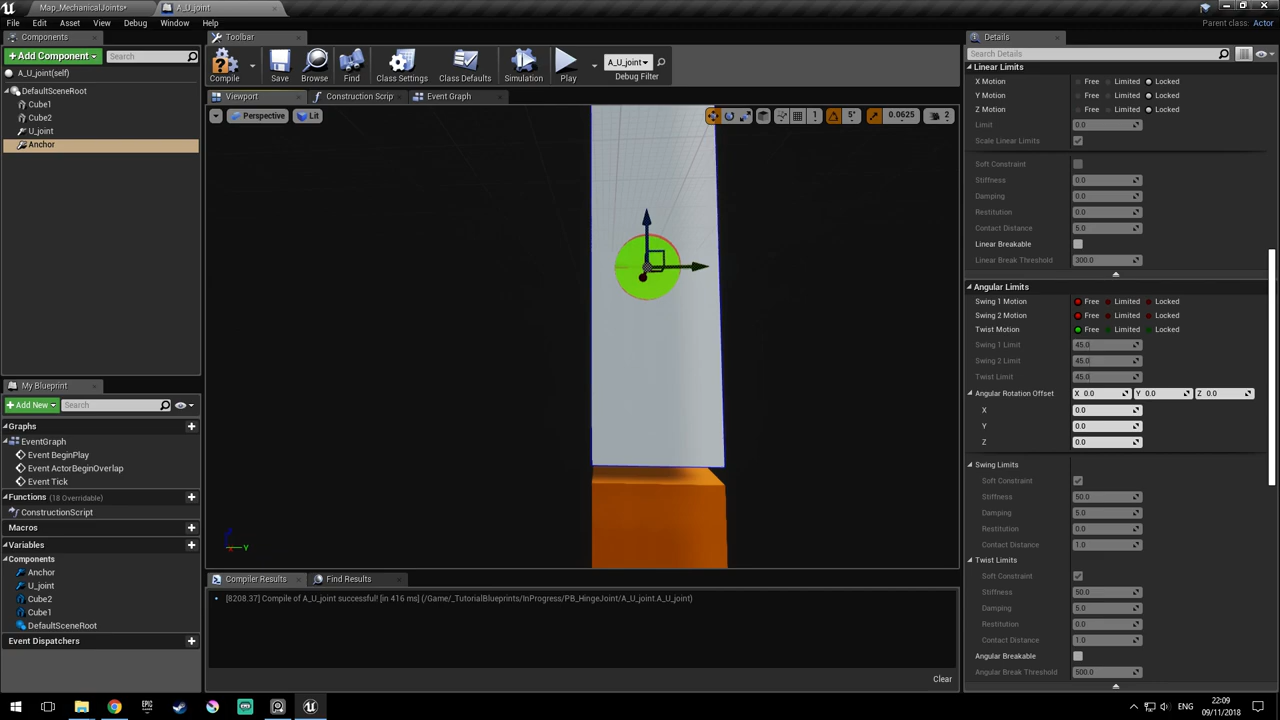 Map_MechanicalJoints*
A_U_joint
File Edit Asset View Debug Window Help
Parent class: Actor
Components
Toolbar
Details
+Add Component
Search
Search Details
A_U_joint(self)
Compile
Save
Browse
Find
Class Settings
Class Defaults
Simulation
Play
A_U_joint
Debug Filter
DefaultSceneRoot
Cube1
Cube2
U_joint
Anchor
Viewport
Construction Scrip
Event Graph
Perspective
Lit
1
5°
0.0625
2
Linear Limits
X Motion Free Limited Locked
Y Motion Free Limited Locked
Z Motion Free Limited Locked
Limit 0.0
Scale Linear Limits
Soft Constraint
Stiffness 0.0
Damping 0.0
Restitution 0.0
Contact Distance 5.0
Linear Breakable
Linear Break Threshold 300.0
Angular Limits
Swing 1 Motion Free Limited Locked
Swing 2 Motion Free Limited Locked
Twist Motion Free Limited Locked
Swing 1 Limit 45.0
Swing 2 Limit 45.0
Twist Limit 45.0
Angular Rotation Offset X 0.0 Y 0.0 Z 0.0
X 0.0
Y 0.0
Z 0.0
Swing Limits
Soft Constraint
Stiffness 50.0
Damping 5.0
Restitution 0.0
Contact Distance 1.0
Twist Limits
Soft Constraint
Stiffness 50.0
Damping 5.0
Restitution 0.0
Contact Distance 1.0
Angular Breakable
Angular Break Threshold 500.0
My Blueprint
+Add New
Search
Graphs
EventGraph
Event BeginPlay
Event ActorBeginOverlap
Event Tick
Functions (18 Overridable)
ConstructionScript
Macros
Variables
Components
Anchor
U_joint
Cube2
Cube1
DefaultSceneRoot
Event Dispatchers
Y
Compiler Results
Find Results
[8208.37] Compile of A_U_joint successful! [in 416 ms] (/Game/_TutorialBlueprints/InProgress/PB_HingeJoint/A_U_joint.A_U_joint)
Clear
EPIC
ENG
22:09
09/11/2018